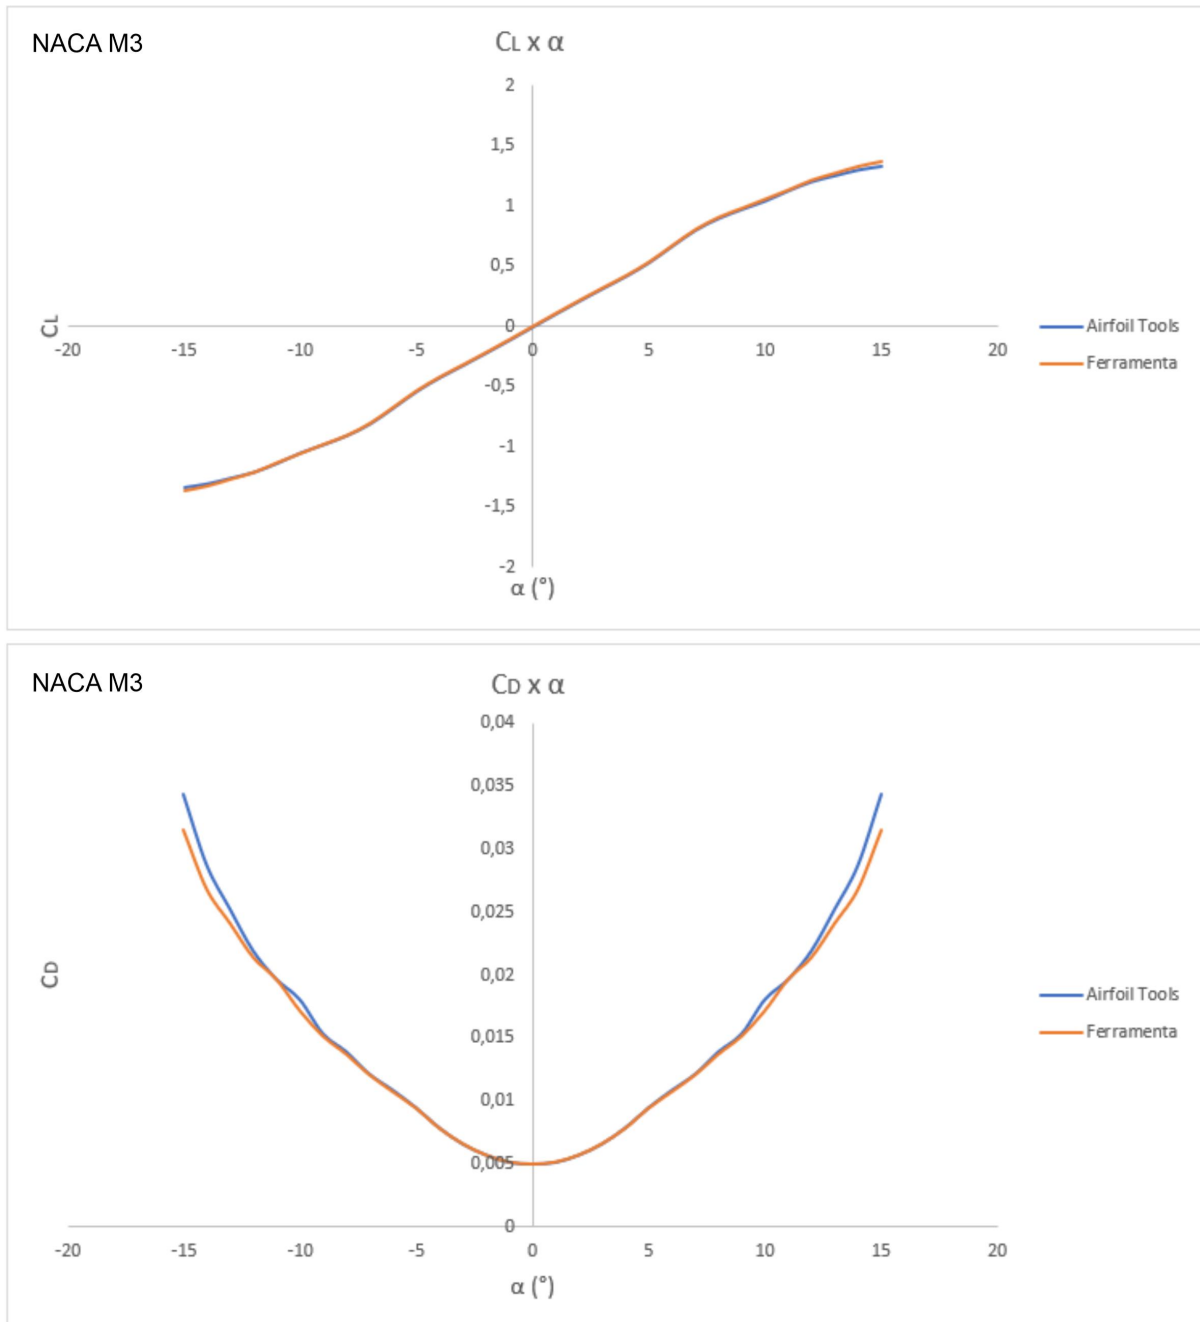 NACA M3
CL x α
2
1,5
1
0,5
0
-0,5
-1
-1,5
-2
-20 -15 -10 -5 0 5 10 15 20
CL
α (°)
Airfoil Tools
Ferramenta
NACA M3
CD x α
0,04
0,035
0,03
0,025
0,02
0,015
0,01
0,005
0
-20 -15 -10 -5 0 5 10 15 20
CD
α (°)
Airfoil Tools
Ferramenta